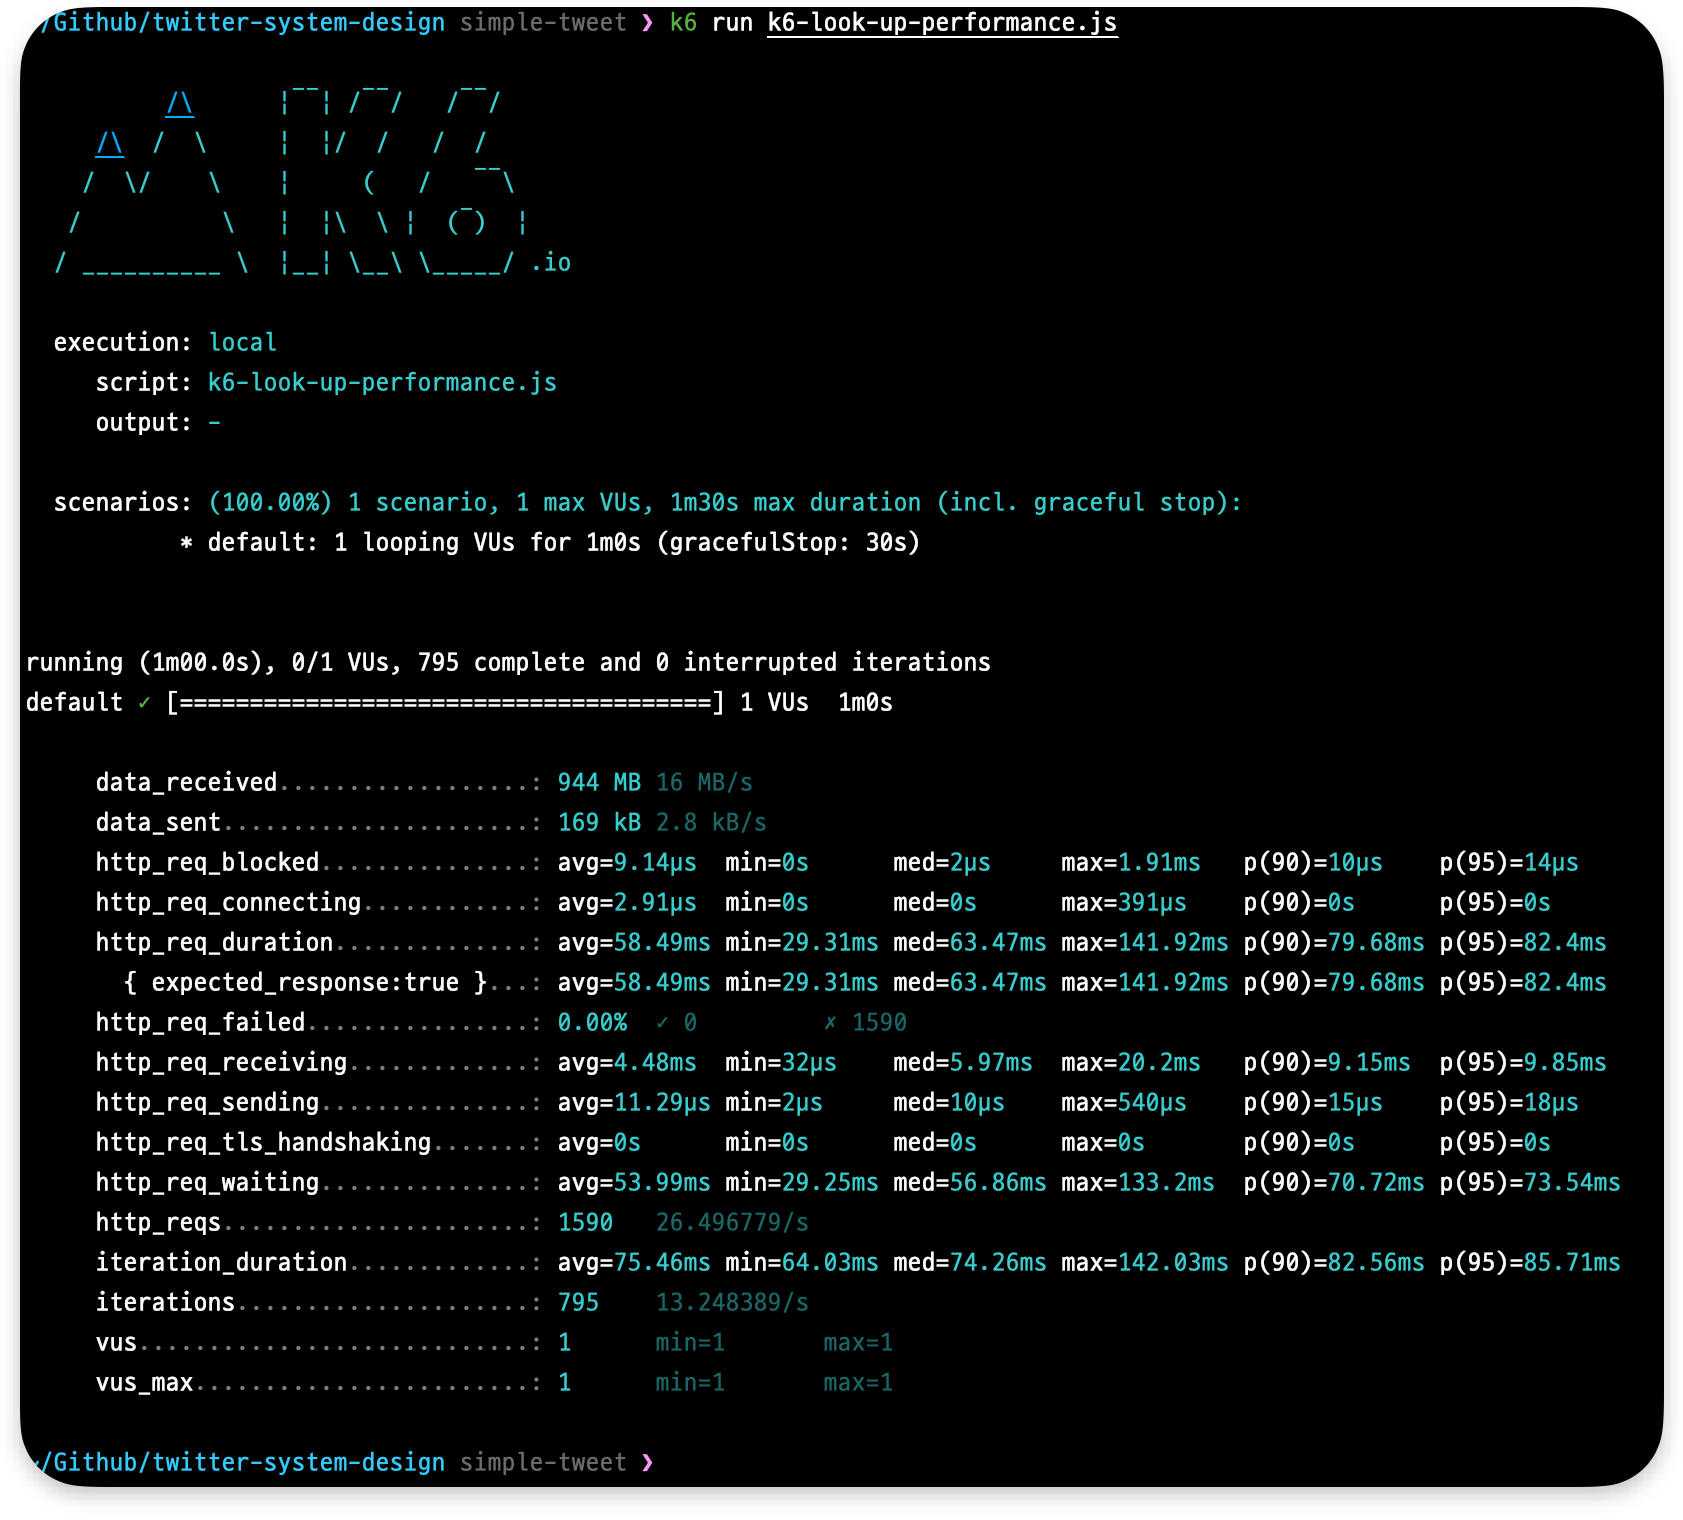 ~/Github/twitter-system-design simple-tweet ❯ k6 run k6-look-up-performance.js
          /\      |‾‾| /‾‾/   /‾‾/
     /\  /  \     |  |/  /   /  /
    /  \/    \    |     (   /   ‾‾\
   /          \   |  |\  \ |  (‾)  |
  / __________ \  |__| \__\ \_____/ .io
execution: local
script: k6-look-up-performance.js
output: -
scenarios: (100.00%) 1 scenario, 1 max VUs, 1m30s max duration (incl. graceful stop):
* default: 1 looping VUs for 1m0s (gracefulStop: 30s)
running (1m00.0s), 0/1 VUs, 795 complete and 0 interrupted iterations
default ✓ [======================================] 1 VUs  1m0s
data_received..................: 944 MB 16 MB/s
data_sent......................: 169 kB 2.8 kB/s
http_req_blocked...............: avg=9.14µs  min=0s      med=2µs     max=1.91ms   p(90)=10µs    p(95)=14µs
http_req_connecting............: avg=2.91µs  min=0s      med=0s      max=391µs    p(90)=0s      p(95)=0s
http_req_duration..............: avg=58.49ms min=29.31ms med=63.47ms max=141.92ms p(90)=79.68ms p(95)=82.4ms
{ expected_response:true }...: avg=58.49ms min=29.31ms med=63.47ms max=141.92ms p(90)=79.68ms p(95)=82.4ms
http_req_failed................: 0.00%  ✓ 0         ✗ 1590
http_req_receiving.............: avg=4.48ms  min=32µs    med=5.97ms  max=20.2ms   p(90)=9.15ms  p(95)=9.85ms
http_req_sending...............: avg=11.29µs min=2µs     med=10µs    max=540µs    p(90)=15µs    p(95)=18µs
http_req_tls_handshaking.......: avg=0s      min=0s      med=0s      max=0s       p(90)=0s      p(95)=0s
http_req_waiting...............: avg=53.99ms min=29.25ms med=56.86ms max=133.2ms  p(90)=70.72ms p(95)=73.54ms
http_reqs......................: 1590   26.496779/s
iteration_duration.............: avg=75.46ms min=64.03ms med=74.26ms max=142.03ms p(90)=82.56ms p(95)=85.71ms
iterations.....................: 795    13.248389/s
vus............................: 1      min=1       max=1
vus_max........................: 1      min=1       max=1
~/Github/twitter-system-design simple-tweet ❯